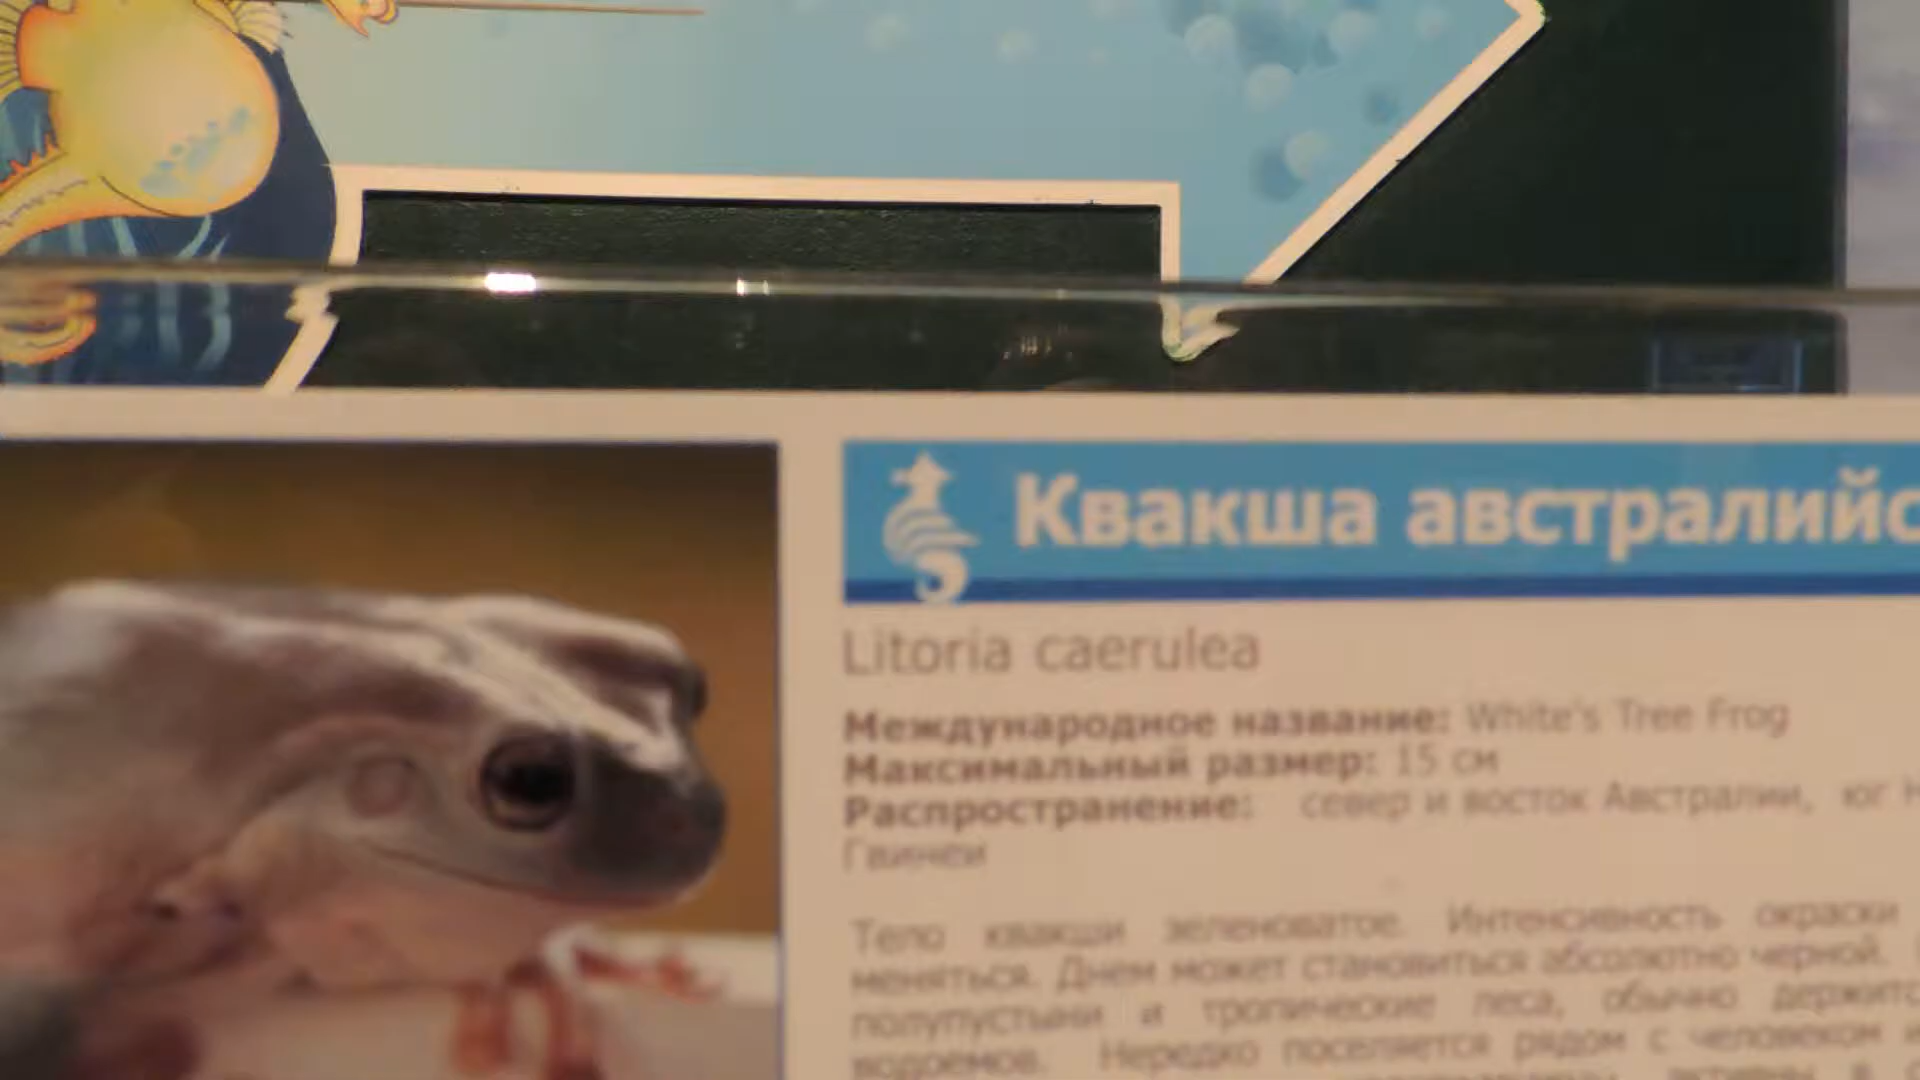 Квакша австралийс
Litoria caerulea
Международное название: White's Tree Frog
Максимальный размер: 15 см
Распространение: север и восток Австралии, юг Н
Гвинеи
Тело квакши зеленоватое. Интенсивность окраски
меняться. Днем может становиться абсолютно черной.
полупустыни и тропические леса, обычно держитс
водоемов. Нередко поселяется рядом с человеком и
активны в